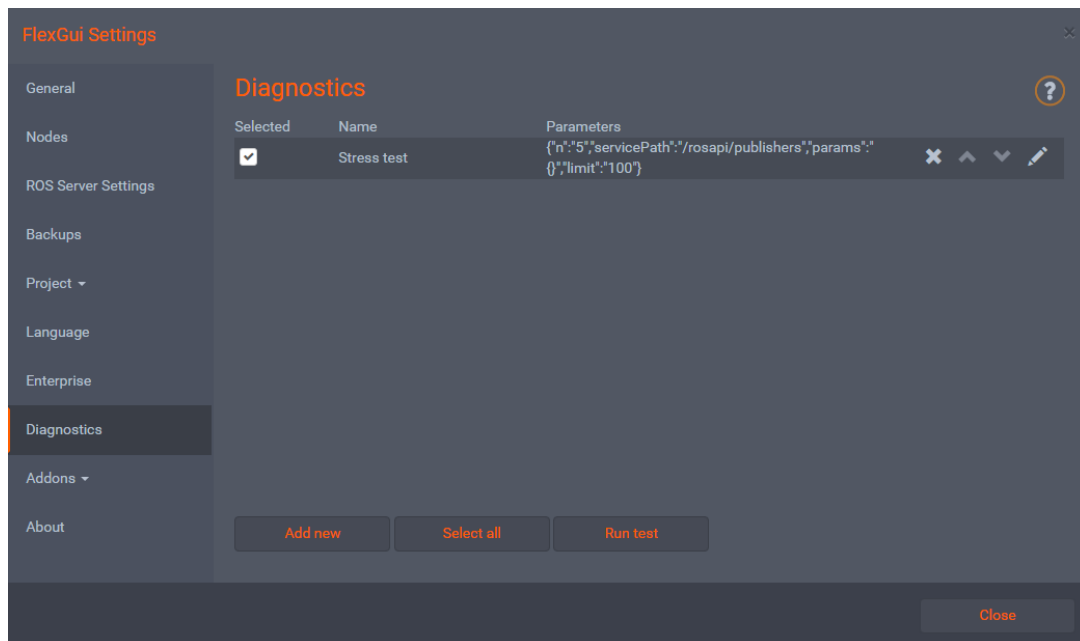 FlexGui Settings
General
Nodes
ROS Server Settings
Backups
Project
Language
Enterprise
Diagnostics
Addons
About
Diagnostics
?
Selected Name Parameters
Stress test
{"n":"5","servicePath":"/rosapi/publishers","params":"
{}","limit":"100"}
Add new Select all Run test
Close